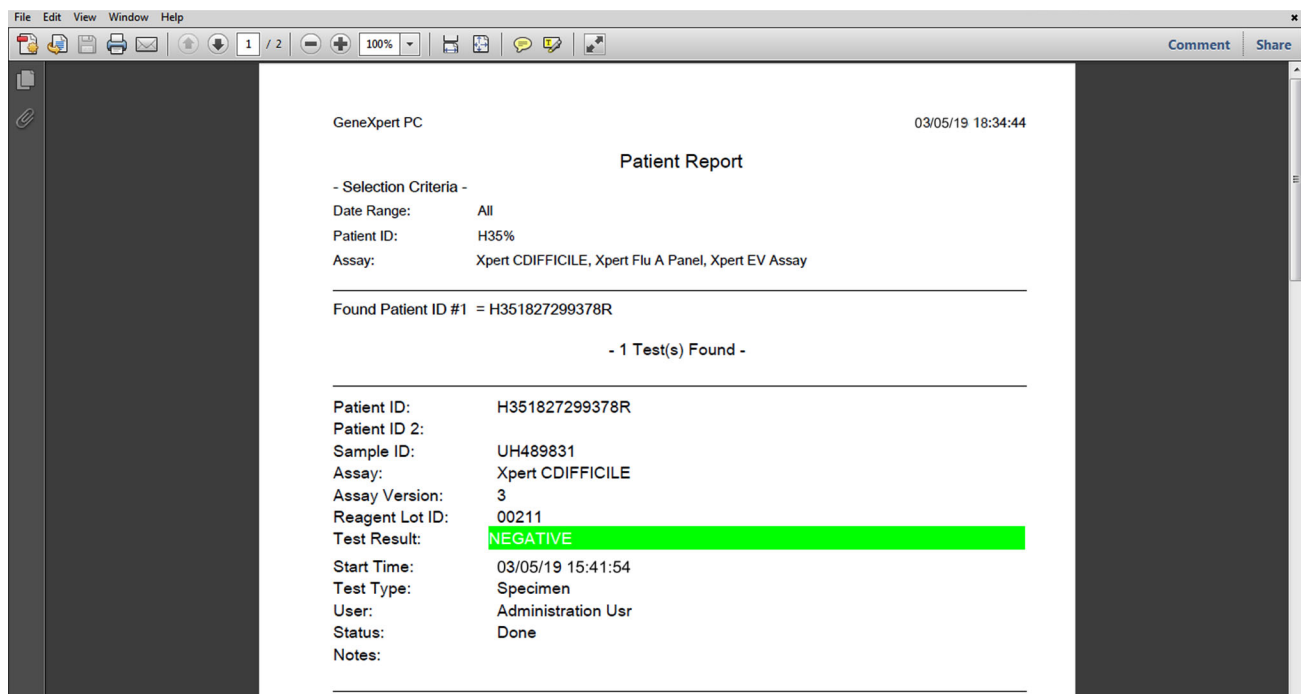 File Edit View Window Help
1 / 2 100% Comment Share
GeneXpert PC 03/05/19 18:34:44
Patient Report
- Selection Criteria -
Date Range: All
Patient ID: H35%
Assay: Xpert CDIFFICILE, Xpert Flu A Panel, Xpert EV Assay
Found Patient ID #1 = H351827299378R
- 1 Test(s) Found -
Patient ID: H351827299378R
Patient ID 2:
Sample ID: UH489831
Assay: Xpert CDIFFICILE
Assay Version: 3
Reagent Lot ID: 00211
Test Result: NEGATIVE
Start Time: 03/05/19 15:41:54
Test Type: Specimen
User: Administration Usr
Status: Done
Notes: